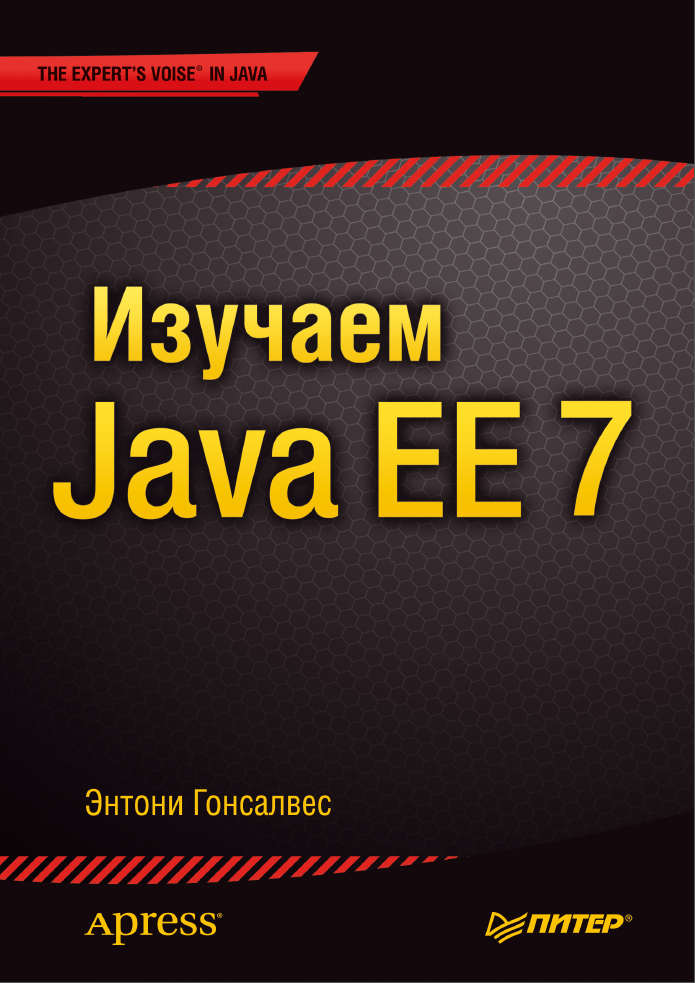 THE EXPERT'S VOISE® IN JAVA
Изучаем
Java EE 7
Энтони Гонсалвес
Apress®
ПИТЕР®